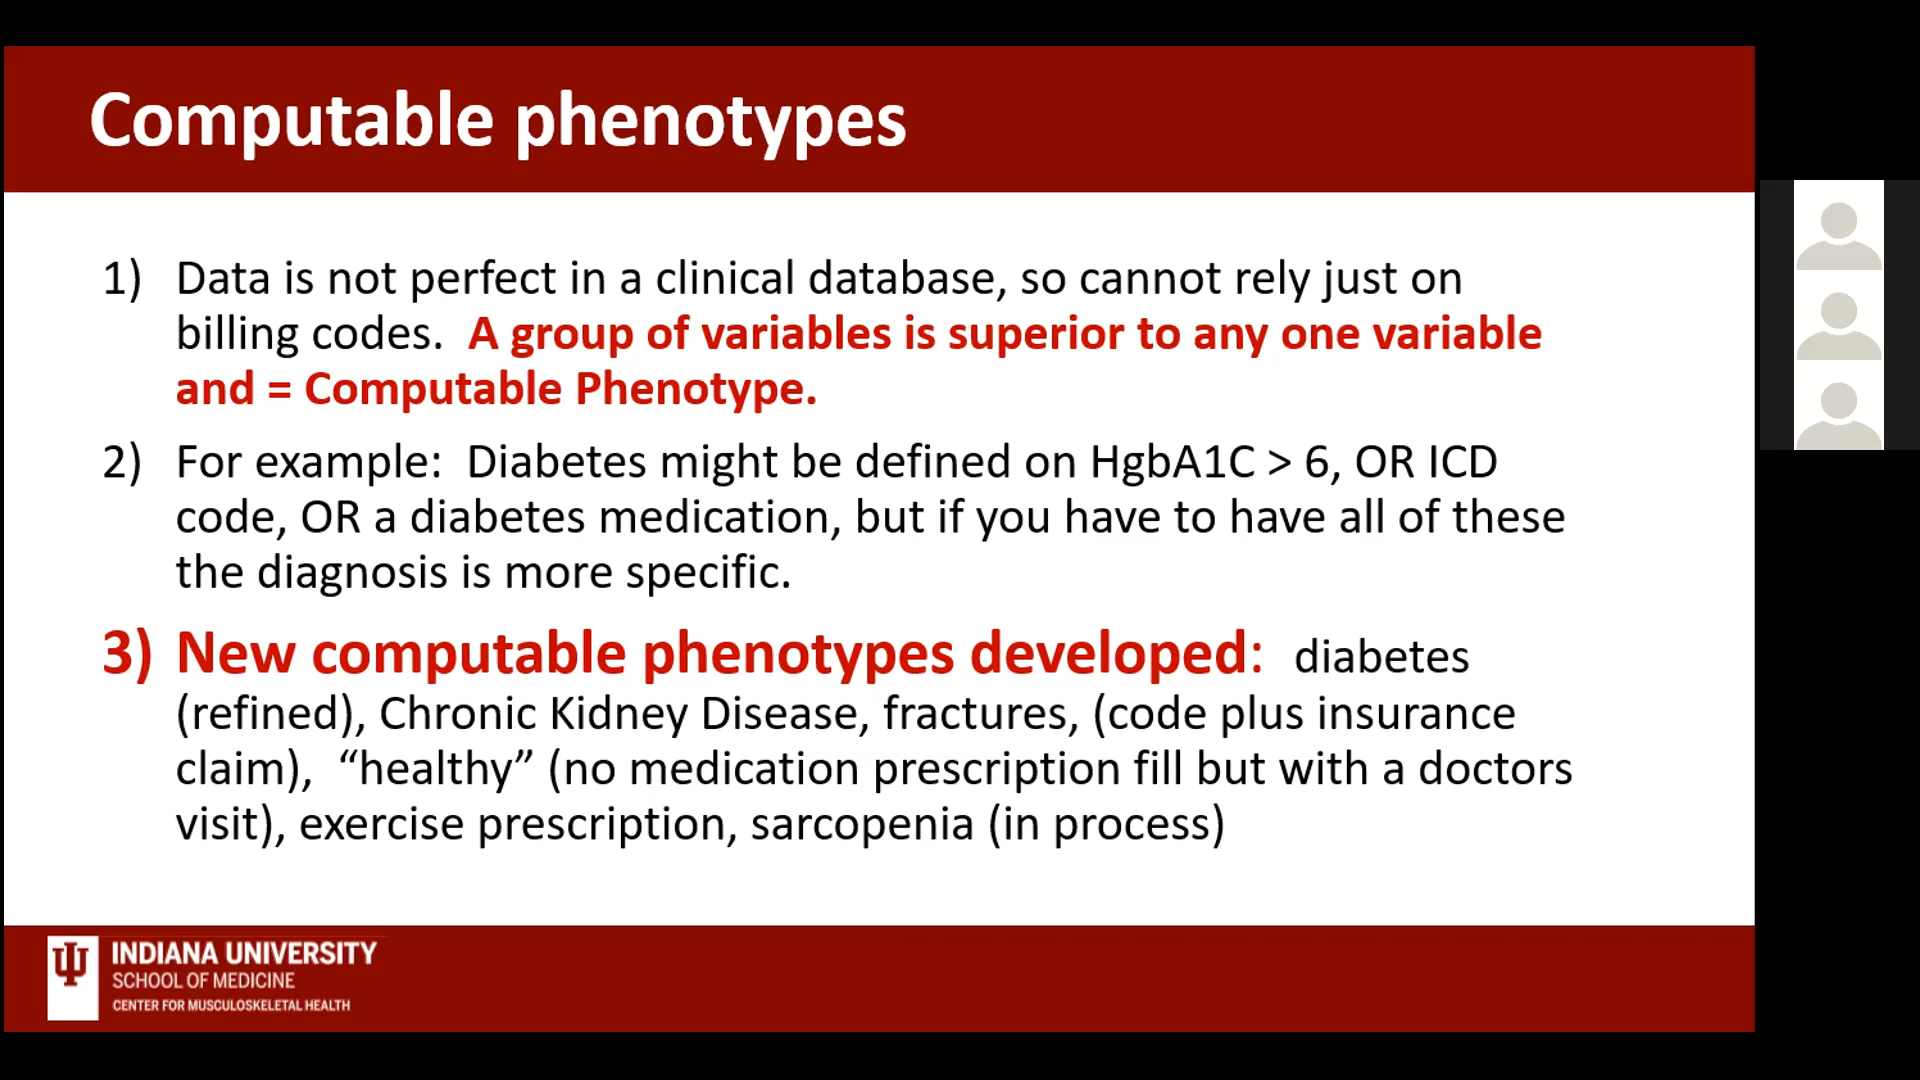 Computable phenotypes
1) Data is not perfect in a clinical database, so cannot rely just on
billing codes.  A group of variables is superior to any one variable
and = Computable Phenotype.
2) For example:  Diabetes might be defined on HgbA1C > 6, OR ICD
code, OR a diabetes medication, but if you have to have all of these
the diagnosis is more specific.
3) New computable phenotypes developed:  diabetes
(refined), Chronic Kidney Disease, fractures, (code plus insurance
claim),  “healthy” (no medication prescription fill but with a doctors
visit), exercise prescription, sarcopenia (in process)
INDIANA UNIVERSITY
SCHOOL OF MEDICINE
CENTER FOR MUSCULOSKELETAL HEALTH